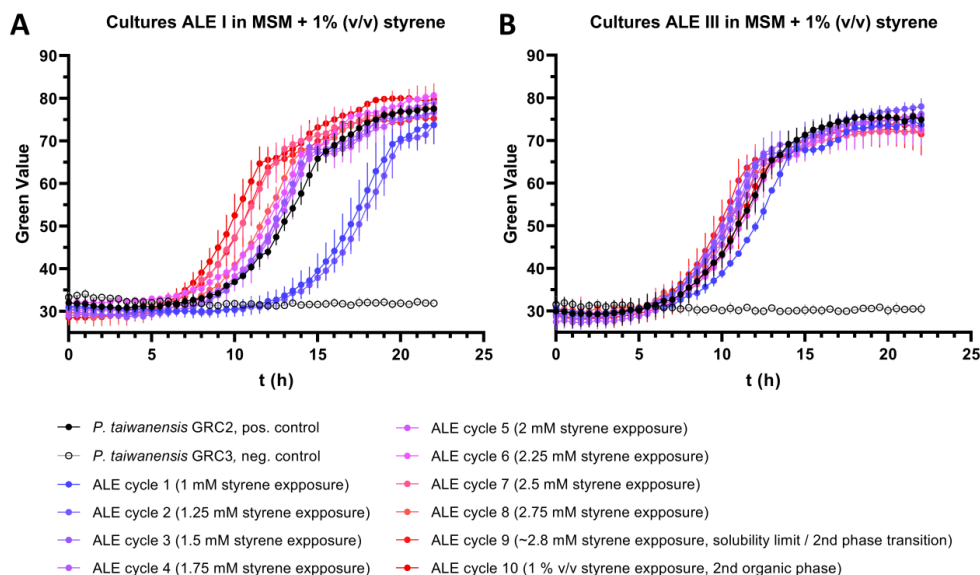 A
Cultures ALE I in MSM + 1% (v/v) styrene
90
80
70
60
50
40
30
Green Value
0 5 10 15 20 25
t (h)
B
Cultures ALE III in MSM + 1% (v/v) styrene
90
80
70
60
50
40
30
Green Value
0 5 10 15 20 25
t (h)
P. taiwanensis GRC2, pos. control
P. taiwanensis GRC3, neg. control
ALE cycle 1 (1 mM styrene expposure)
ALE cycle 2 (1.25 mM styrene expposure)
ALE cycle 3 (1.5 mM styrene expposure)
ALE cycle 4 (1.75 mM styrene expposure)
ALE cycle 5 (2 mM styrene expposure)
ALE cycle 6 (2.25 mM styrene expposure)
ALE cycle 7 (2.5 mM styrene expposure)
ALE cycle 8 (2.75 mM styrene expposure)
ALE cycle 9 (~2.8 mM styrene exposure, solubility limit / 2nd phase transition)
ALE cycle 10 (1 % v/v styrene exposure, 2nd organic phase)